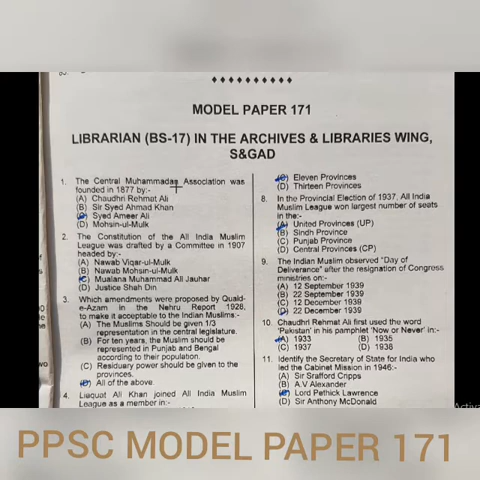 MODEL PAPER 171
LIBRARIAN (BS-17) IN THE ARCHIVES & LIBRARIES WING,
S&GAD
1. The Central Muhammadan Association was
founded in 1877 by:-
(A) Chaudhri Rehmat Ali
(B) Sir Syed Ahmad Khan
(C) Syed Ameer Ali
(D) Mohsin-ul-Mulk
2. The Constitution of the All India Muslim
League was drafted by a Committee in 1907
headed by:-
(A) Nawab Viqar-ul-Mulk
(B) Nawab Mohsin-ul-Mulk
(C) Mualana Muhammad Ali Jauhar
(D) Justice Shah Din
3. Which amendments were proposed by Quaid-
e-Azam in the Nehru Report 1928,
to make it acceptable to the Indian Muslims:-
(A) The Muslims Should be given 1/3
representation in the central legislature.
(B) For ten years, the Muslim should be
represented in Punjab and Bengal
according to their population.
(C) Residuary power should be given to the
provinces.
(D) All of the above.
4. Liaquat Ali Khan joined All India Muslim
League as a member in:-
(C) Eleven Provinces
(D) Thirteen Provinces
8. In the Provincial Election of 1937, All India
Muslim League won largest number of seats
in the:-
(A) United Provinces (UP)
(B) Sindh Province
(C) Punjab Province
(D) Central Provinces (CP)
9. The Indian Muslim observed "Day of
Deliverance" after the resignation of Congress
ministries on:-
(A) 12 September 1939
(B) 22 September 1939
(C) 12 December 1939
(D) 22 December 1939
10. Chaudhri Rehmat Ali first used the word
'Pakistan' in his pamphlet 'Now or Never' in:-
(A) 1933 (B) 1935
(C) 1937 (D) 1938
11. Identify the Secretary of State for India who
led the Cabinet Mission in 1946:-
(A) Sir Srafford Cripps
(B) A.V Alexander
(C) Lord Pethick Lawrence
(D) Sir Anthony McDonald
wo
Activa
PPSC MODEL PAPER 171